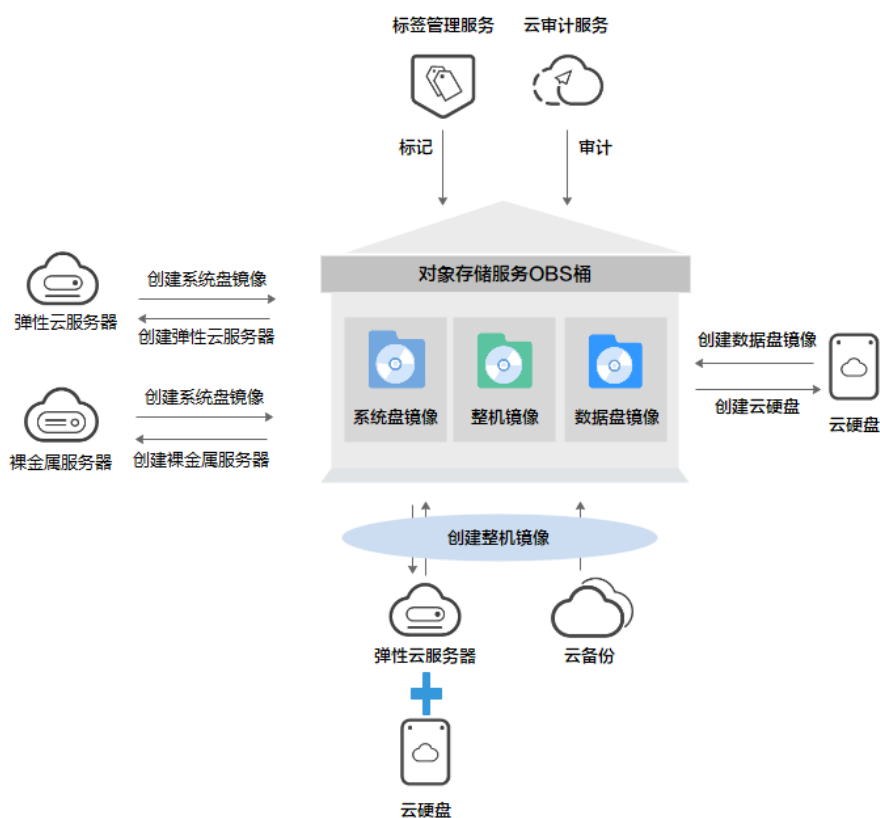 标签管理服务
云审计服务
标记
审计
对象存储服务OBS桶
创建系统盘镜像
弹性云服务器
创建弹性云服务器
系统盘镜像
整机镜像
数据盘镜像
创建数据盘镜像
创建云硬盘
云硬盘
创建系统盘镜像
裸金属服务器
创建裸金属服务器
创建整机镜像
弹性云服务器
云备份
云硬盘